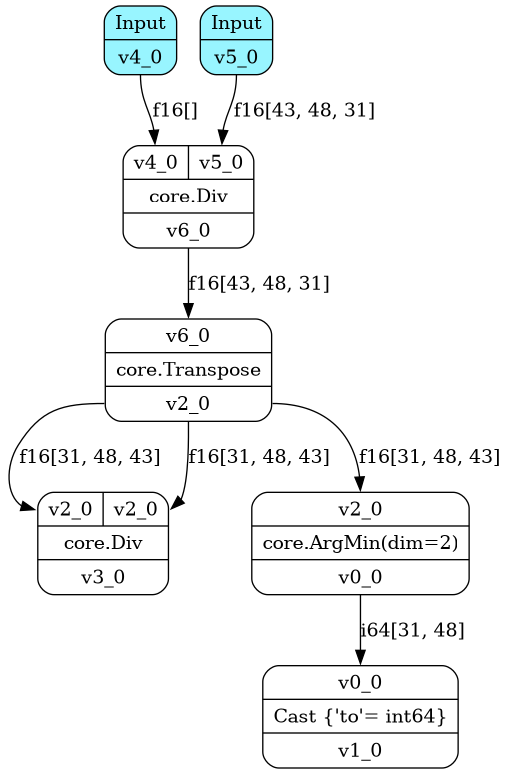 Input
v4_0
Input
v5_0
f16[]
f16[43, 48, 31]
v4_0
v5_0
core.Div
v6_0
f16[43, 48, 31]
v6_0
core.Transpose
v2_0
f16[31, 48, 43]
f16[31, 48, 43]
f16[31, 48, 43]
v2_0
v2_0
core.Div
v3_0
v2_0
core.ArgMin(dim=2)
v0_0
i64[31, 48]
v0_0
Cast {'to'= int64}
v1_0